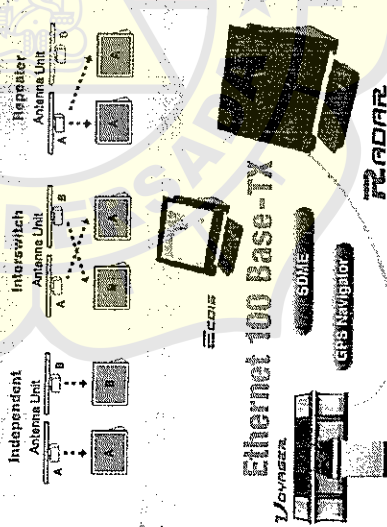 Independent Interswitch Repeater
Antenna Unit Antenna Unit Antenna Unit
A B A B A B
A B B A A A
ECDIS
VOYAGER Ethernet 100 Base-TX
SDME
GPS Navigator
RADAR